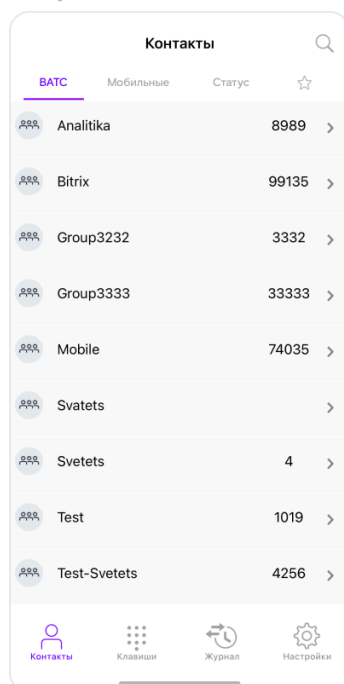 Контакты
ВАТС Мобильные Статус
Analitika 8989
Bitrix 99135
Group3232 3332
Group3333 33333
Mobile 74035
Svatets
Svetets 4
Test 1019
Test-Svetets 4256
Контакты Клавиши Журнал Настройки